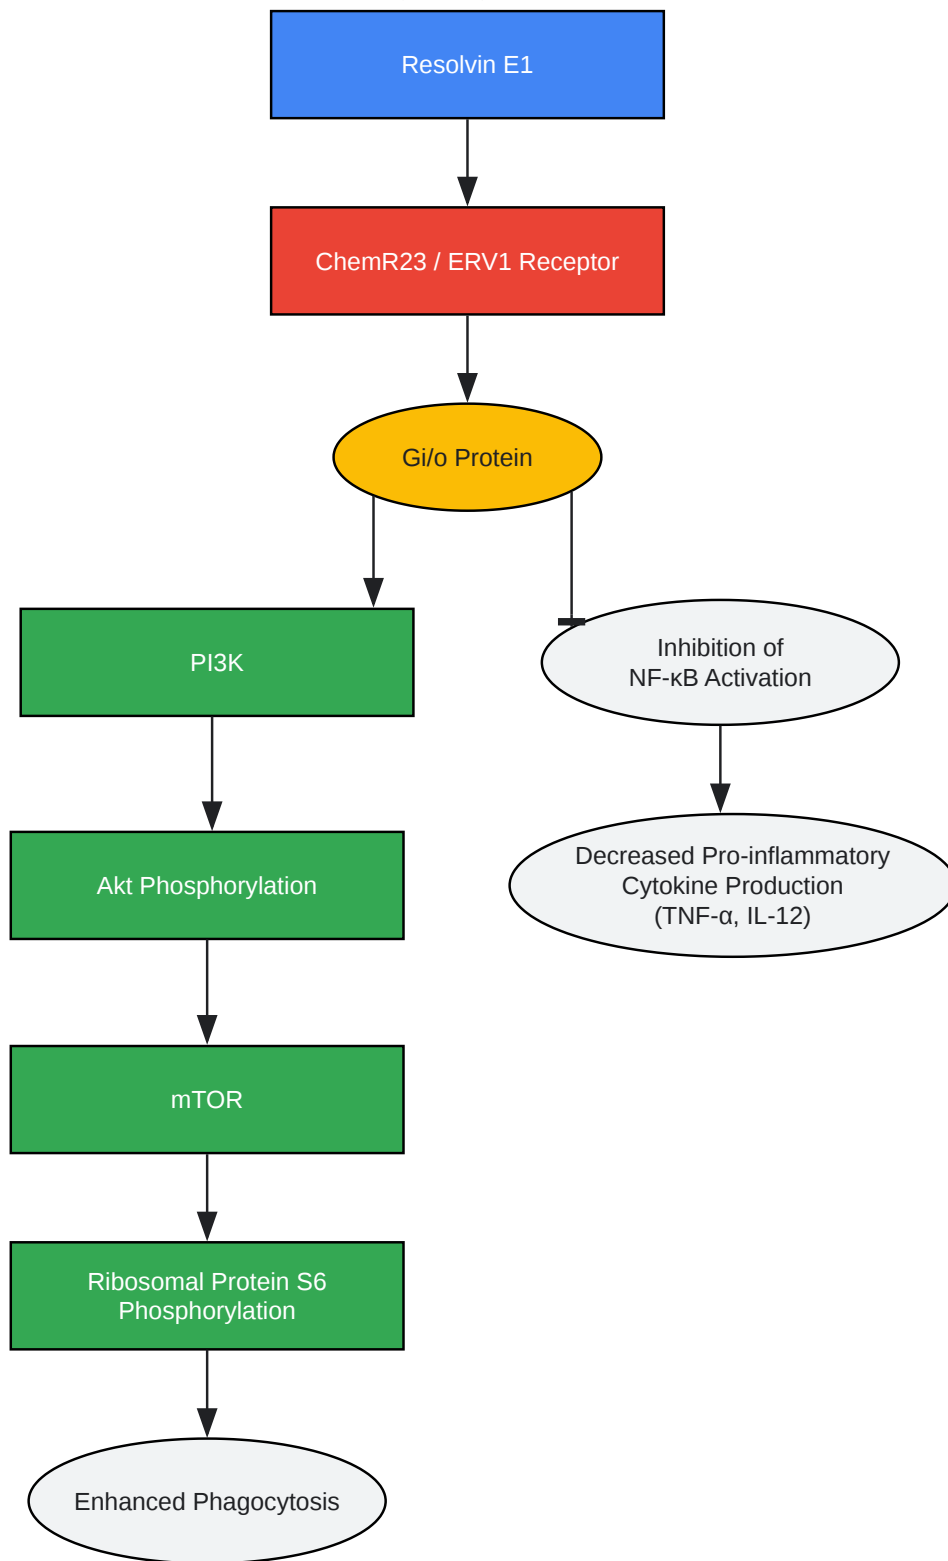 Resolvin E1
ChemR23 / ERV1 Receptor
Gi/o Protein
PI3K
Inhibition of
NF-κB Activation
Akt Phosphorylation
Decreased Pro-inflammatory
Cytokine Production
(TNF-α, IL-12)
mTOR
Ribosomal Protein S6
Phosphorylation
Enhanced Phagocytosis